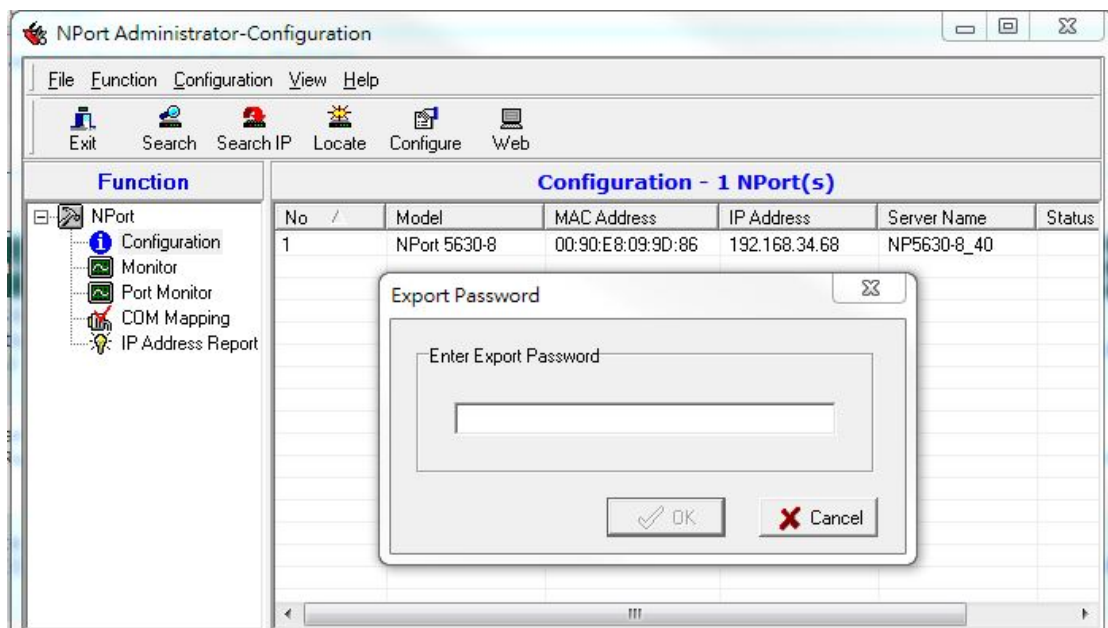 NPort Administrator-Configuration
File Function Configuration View Help
Exit Search Search IP Locate Configure Web
Function
Configuration - 1 NPort(s)
NPort
Configuration
Monitor
Port Monitor
COM Mapping
IP Address Report
No Model MAC Address IP Address Server Name Status
1 NPort 5630-8 00:90:E8:09:9D:86 192.168.34.68 NP5630-8_40
Export Password
Enter Export Password
OK Cancel